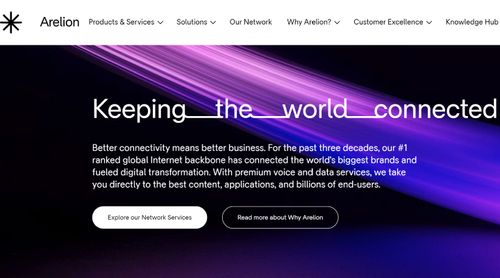 Arelion
Products & Services Solutions Our Network Why Arelion? Customer Excellence Knowledge Hub
Keeping the world connected
Better connectivity means better business. For the past three decades, our #1
ranked global Internet backbone has connected the world's biggest brands and
fueled digital transformation. With premium voice and data services, we take
you directly to the best content, applications, and billions of end-users.
Explore our Network Services
Read more about Why Arelion